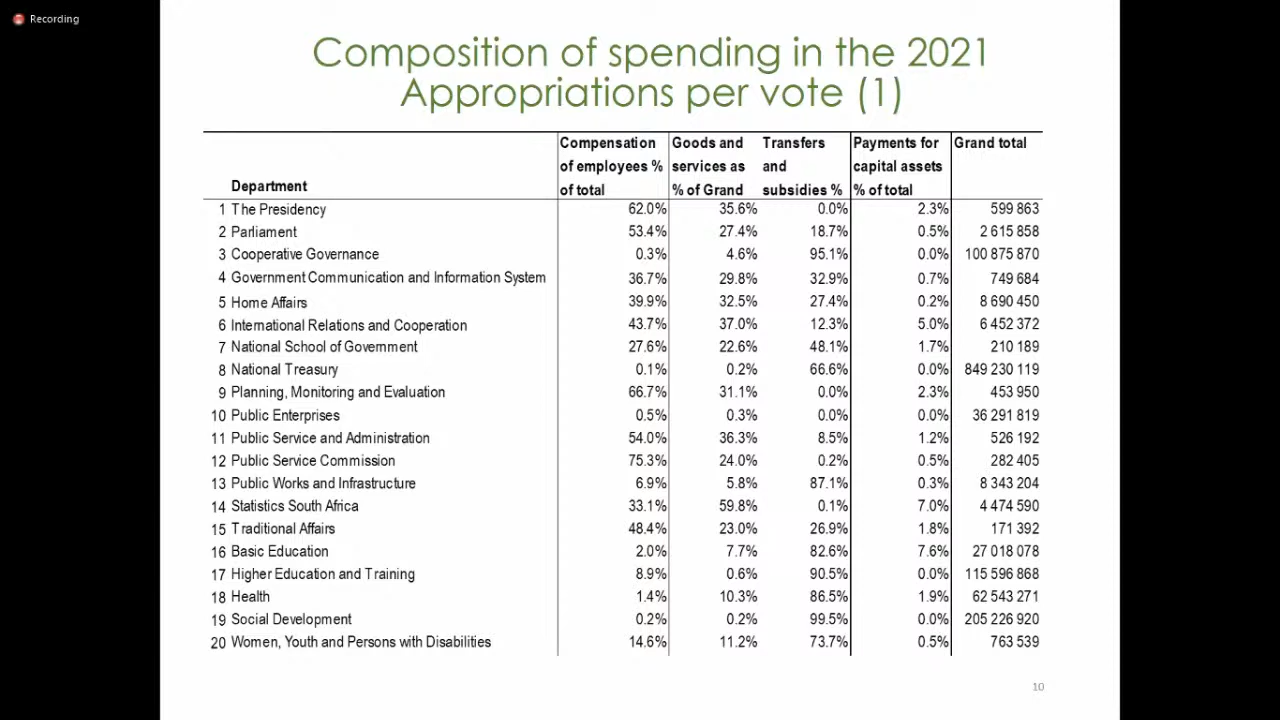 Recording
Composition of spending in the 2021
Appropriations per vote (1)
Compensation Goods and Transfers Payments for Grand total
of employees % services as and capital assets
Department of total % of Grand subsidies % % of total
1 The Presidency 62.0% 35.6% 0.0% 2.3% 599 863
2 Parliament 53.4% 27.4% 18.7% 0.5% 2 615 858
3 Cooperative Governance 0.3% 4.6% 95.1% 0.0% 100 875 870
4 Government Communication and Information System 36.7% 29.8% 32.9% 0.7% 749 684
5 Home Affairs 39.9% 32.5% 27.4% 0.2% 8 690 450
6 International Relations and Cooperation 43.7% 37.0% 12.3% 5.0% 6 452 372
7 National School of Government 27.6% 22.6% 48.1% 1.7% 210 189
8 National Treasury 0.1% 0.2% 66.6% 0.0% 849 230 119
9 Planning, Monitoring and Evaluation 66.7% 31.1% 0.0% 2.3% 453 950
10 Public Enterprises 0.5% 0.3% 0.0% 0.0% 36 291 819
11 Public Service and Administration 54.0% 36.3% 8.5% 1.2% 526 192
12 Public Service Commission 75.3% 24.0% 0.2% 0.5% 282 405
13 Public Works and Infrastructure 6.9% 5.8% 87.1% 0.3% 8 343 204
14 Statistics South Africa 33.1% 59.8% 0.1% 7.0% 4 474 590
15 Traditional Affairs 48.4% 23.0% 26.9% 1.8% 171 392
16 Basic Education 2.0% 7.7% 82.6% 7.6% 27 018 078
17 Higher Education and Training 8.9% 0.6% 90.5% 0.0% 115 596 868
18 Health 1.4% 10.3% 86.5% 1.9% 62 543 271
19 Social Development 0.2% 0.2% 99.5% 0.0% 205 226 920
20 Women, Youth and Persons with Disabilities 14.6% 11.2% 73.7% 0.5% 763 539
10